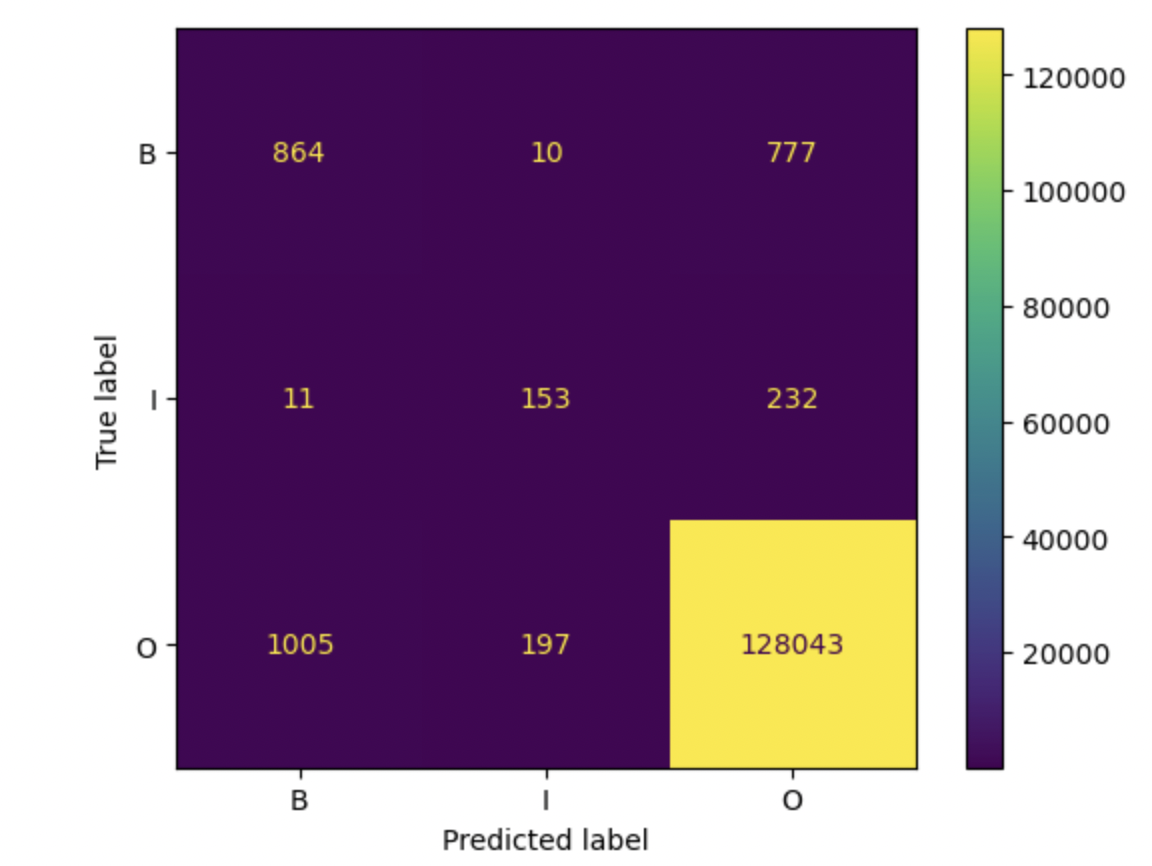 B 864 10 777
I 11 153 232
O 1005 197 128043
B I O
True label
Predicted label
120000
100000
80000
60000
40000
20000